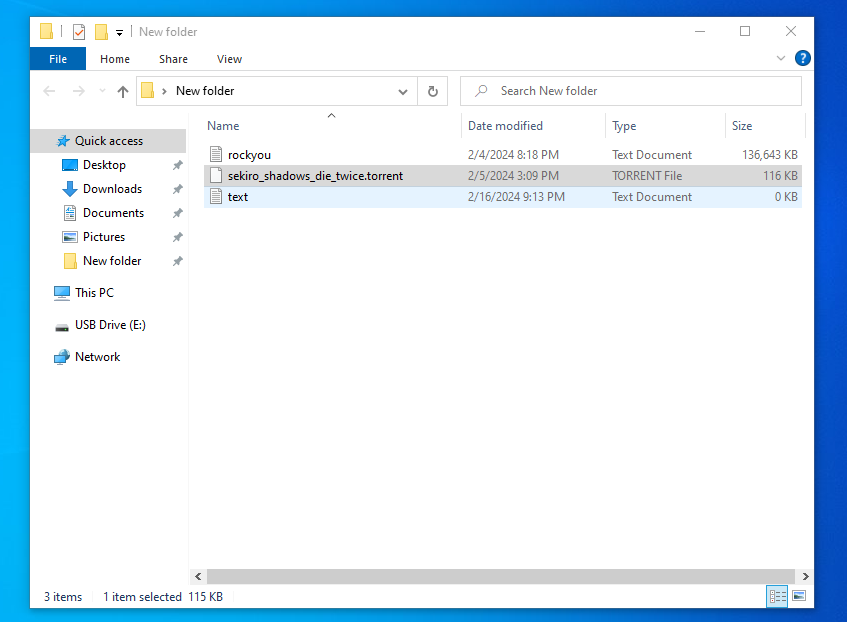 New folder
File Home Share View
New folder Search New folder
Name Date modified Type Size
Quick access
rockyou 2/4/2024 8:18 PM Text Document 136,643 KB
Desktop
sekiro_shadows_die_twice.torrent 2/5/2024 3:09 PM TORRENT File 116 KB
Downloads
text 2/16/2024 9:13 PM Text Document 0 KB
Documents
Pictures
New folder
This PC
USB Drive (E:)
Network
3 items 1 item selected 115 KB